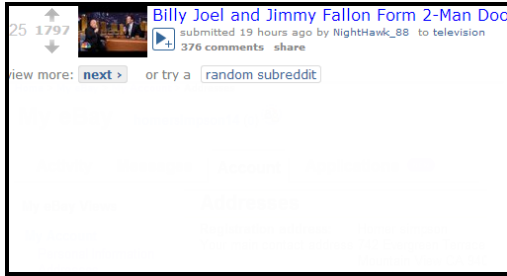 Billy Joel and Jimmy Fallon Form 2-Man Doo
25 1797
submitted 19 hours ago by NightHawk_88 to television
376 comments share
view more: next › or try a random subreddit